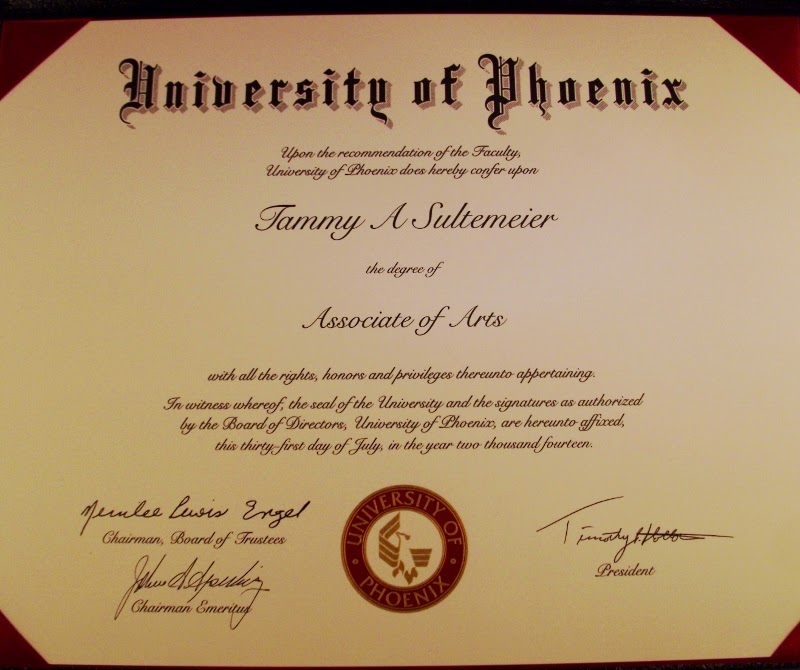 University of Phoenix
Upon the recommendation of the Faculty,
University of Phoenix does hereby confer upon
Tammy A Sultemeier
the degree of
Associate of Arts
with all the rights, honors and privileges thereunto appertaining.
In witness whereof, the seal of the University and the signatures as authorized
by the Board of Directors, University of Phoenix, are hereunto affixed,
this thirty-first day of July, in the year two thousand fourteen.
Lewis Engel
Chairman, Board of Trustees
Chairman Emeritus
UNIVERSITY OF
PHOENIX
Timothy
President